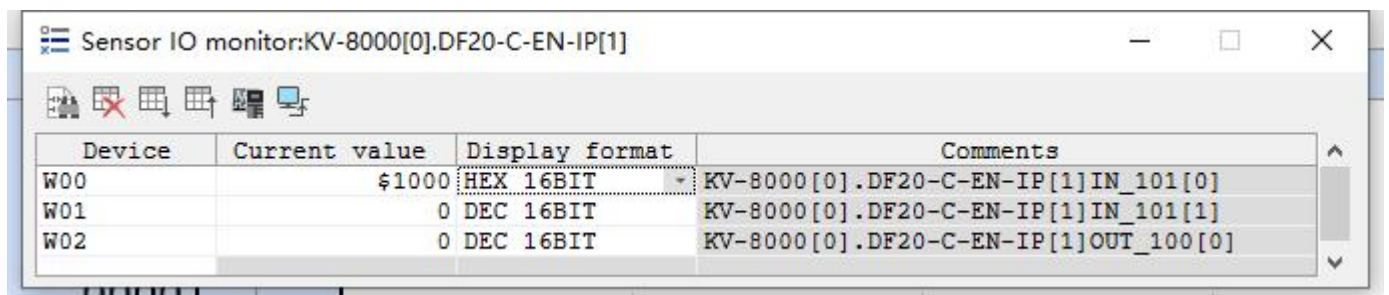 Sensor IO monitor:KV-8000[0].DF20-C-EN-IP[1]
Device Current value Display format Comments
W00 $1000 HEX 16BIT KV-8000[0].DF20-C-EN-IP[1]IN_101[0]
W01 0 DEC 16BIT KV-8000[0].DF20-C-EN-IP[1]IN_101[1]
W02 0 DEC 16BIT KV-8000[0].DF20-C-EN-IP[1]OUT_100[0]